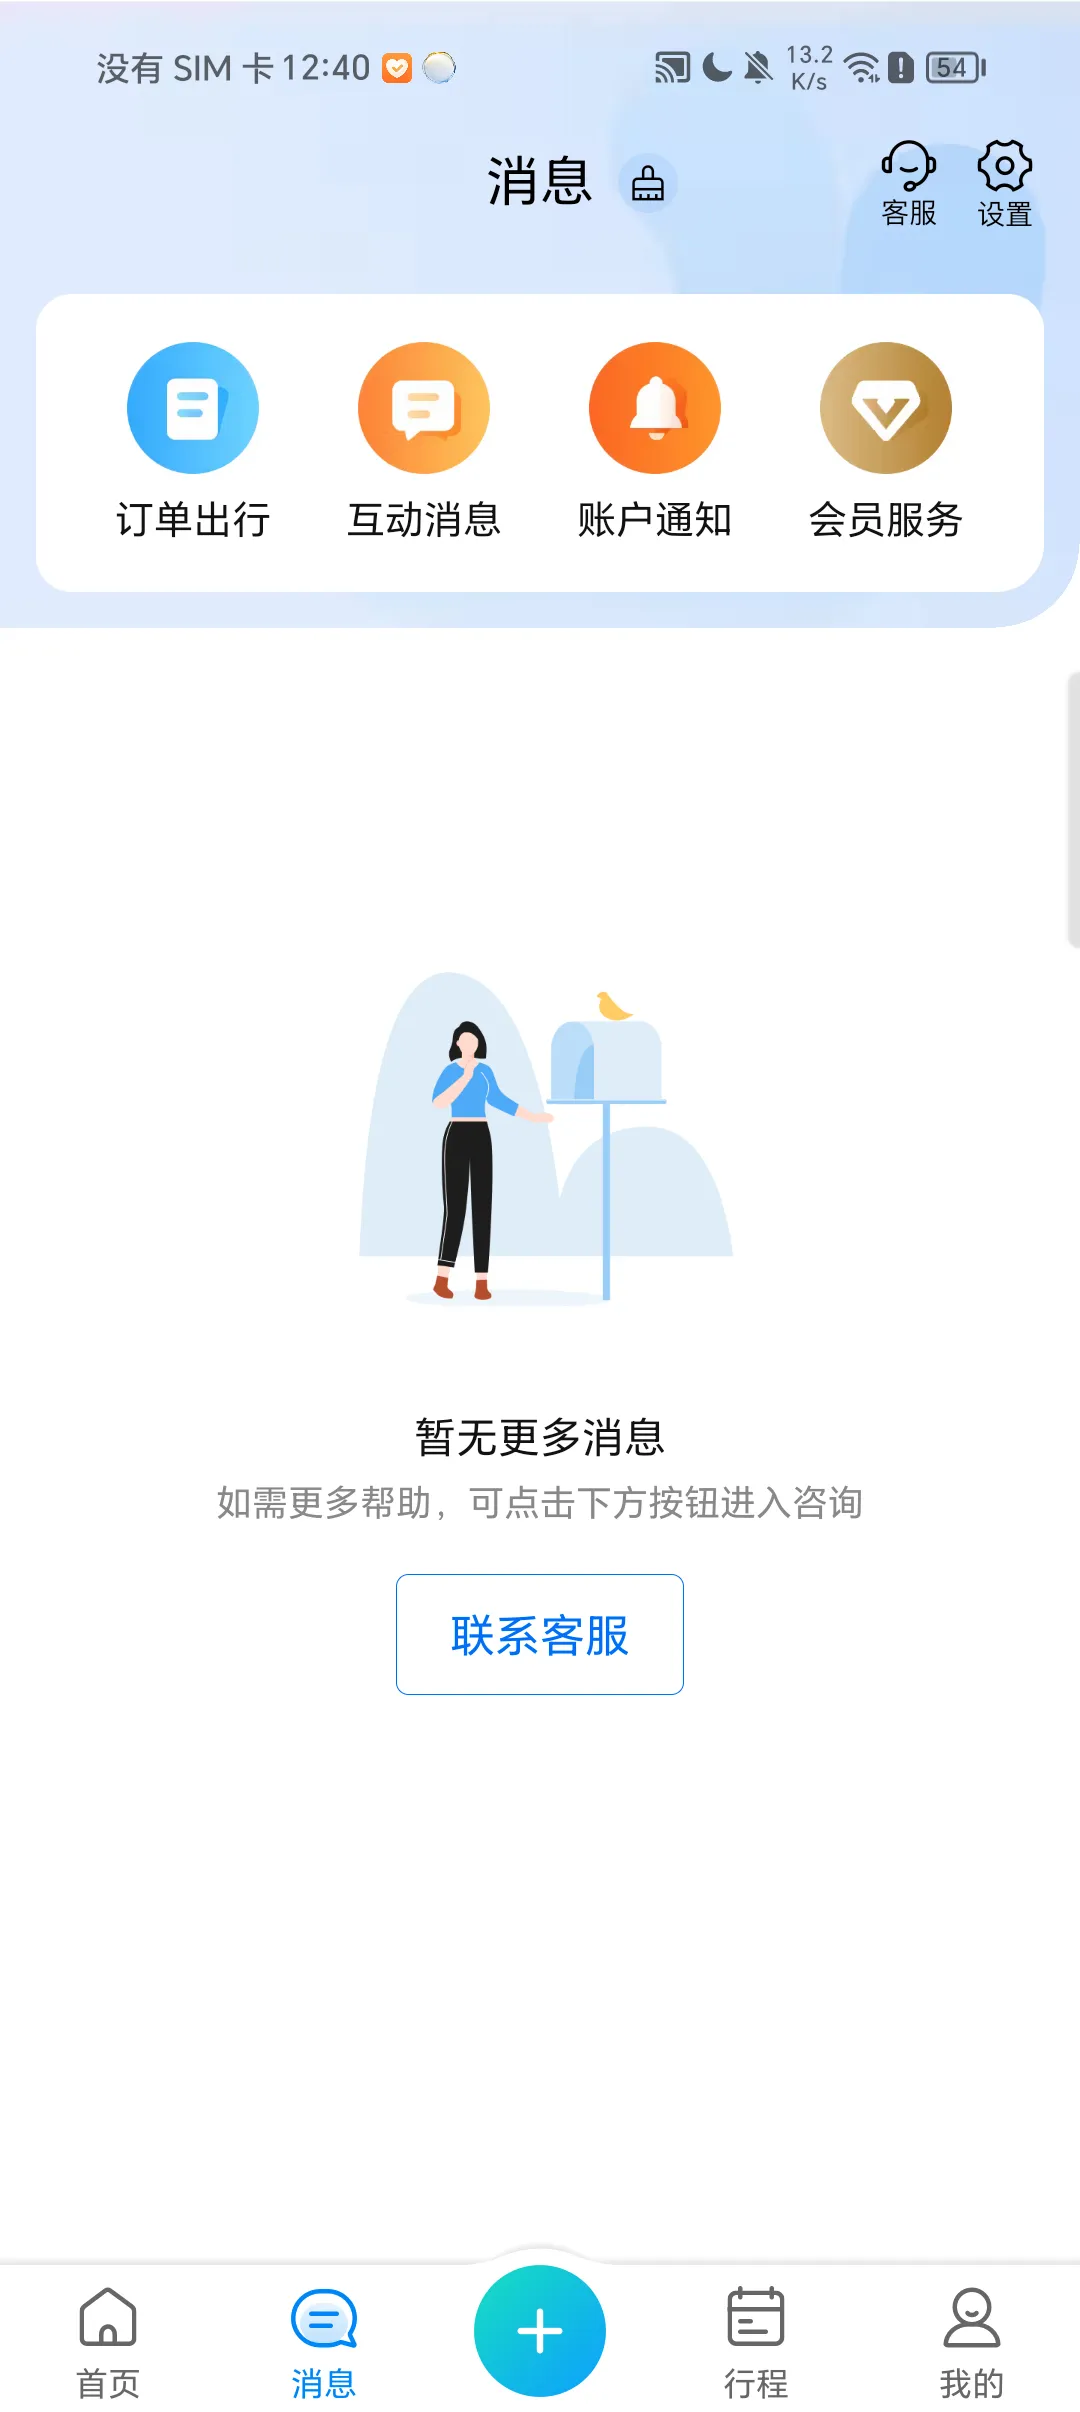 没有 SIM 卡 12:40
13.2 K/s
54
消息
客服
设置
订单出行
互动消息
账户通知
会员服务
暂无更多消息
如需更多帮助，可点击下方按钮进入咨询
联系客服
首页
消息
行程
我的